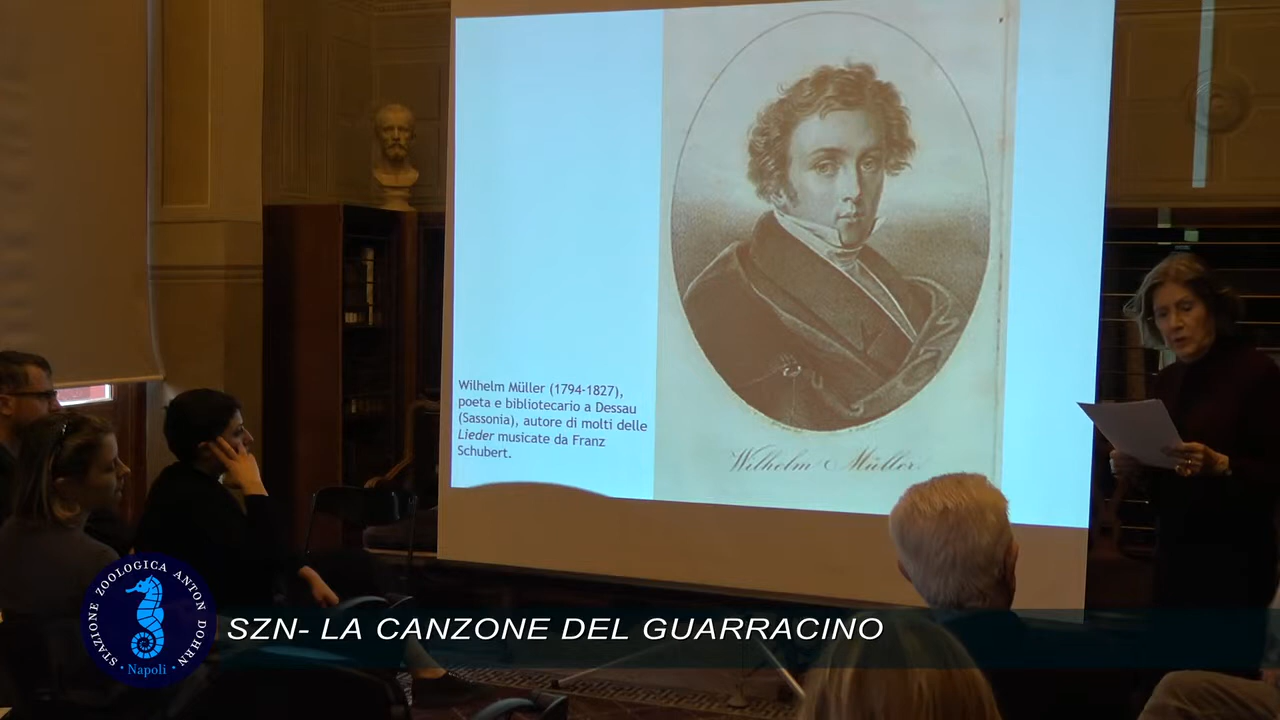 Wilhelm Müller (1794-1827),
poeta e bibliotecario a Dessau
(Sassonia), autore di molti delle
Lieder musicate da Franz
Schubert.
Wilhelm Müller.
STAZIONE ZOOLOGICA ANTON DOHRN
• Napoli •
SZN- LA CANZONE DEL GUARRACINO